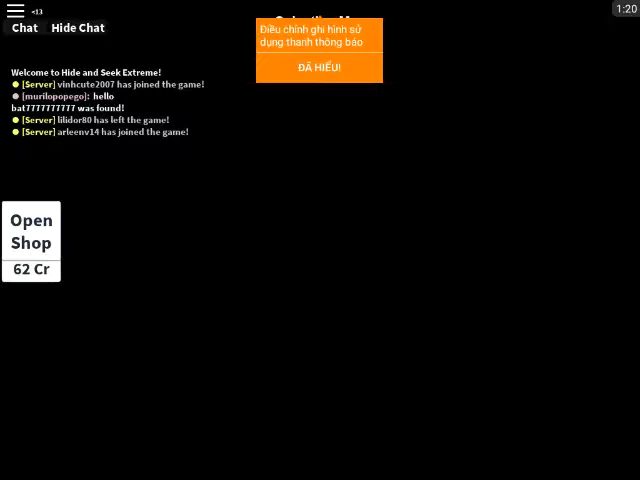 <13
1:20
Chat Hide Chat
Điều chỉnh ghi hình sử
dụng thanh thông báo
ĐÃ HIỂU!
Welcome to Hide and Seek Extreme!
[Server] vinhcute2007 has joined the game!
[murilopopego]: hello
bat7777777777 was found!
[Server] lilidor80 has left the game!
[Server] arleenv14 has joined the game!
Open
Shop
62 Cr